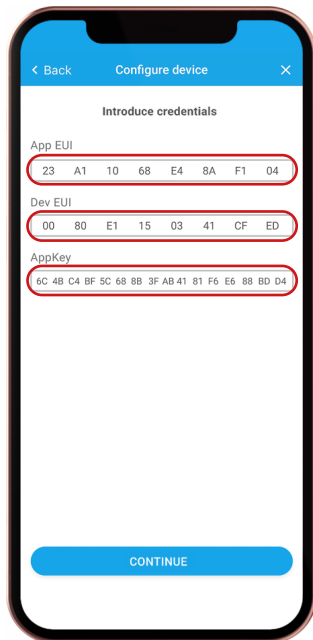 Back Configure device ×
Introduce credentials
App EUI
23 A1 10 68 E4 8A F1 04
Dev EUI
00 80 E1 15 03 41 CF ED
AppKey
6C 4B C4 BF 5C 68 8B 3F AB 41 81 F6 E6 88 BD D4
CONTINUE